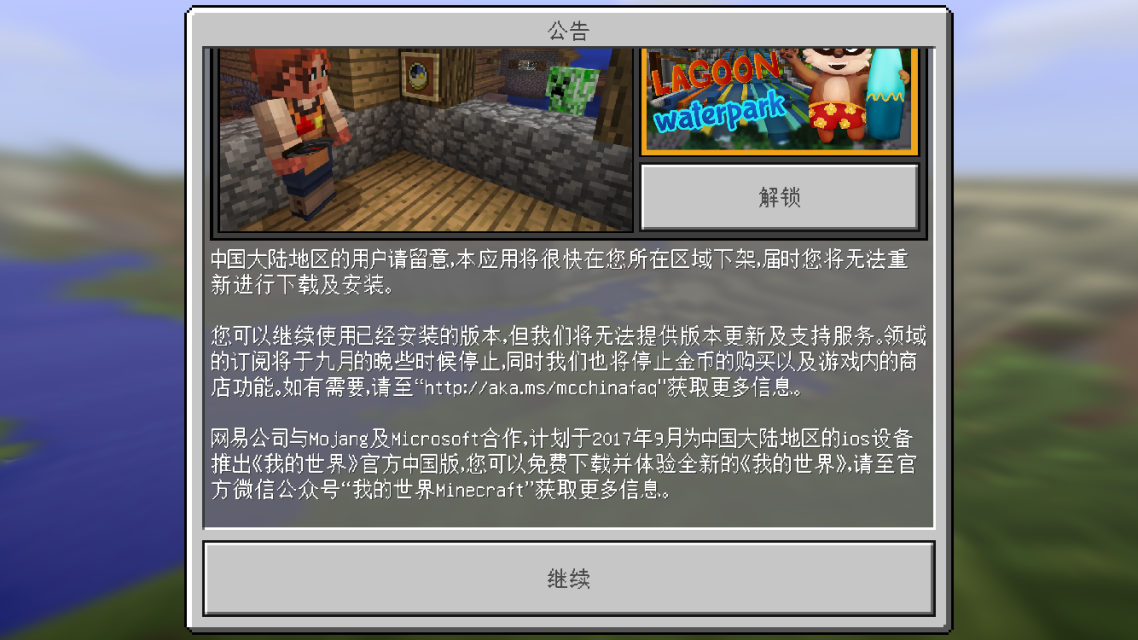 公告
LAGOON
waterpark
解锁
中国大陆地区的用户请留意,本应用将很快在您所在区域下架,届时您将无法重
新进行下载及安装。
您可以继续使用已经安装的版本,但我们将无法提供版本更新及支持服务。领域
的订阅将于九月的晚些时候停止,同时我们也将停止金币的购买以及游戏内的商
店功能。如有需要,请至“http://aka.ms/mcchinafaq"获取更多信息。
网易公司与Mojang及Microsoft合作,计划于2017年9月为中国大陆地区的ios设备
推出《我的世界》官方中国版,您可以免费下载并体验全新的《我的世界》,请至官
方微信公众号“我的世界Minecraft”获取更多信息。
继续